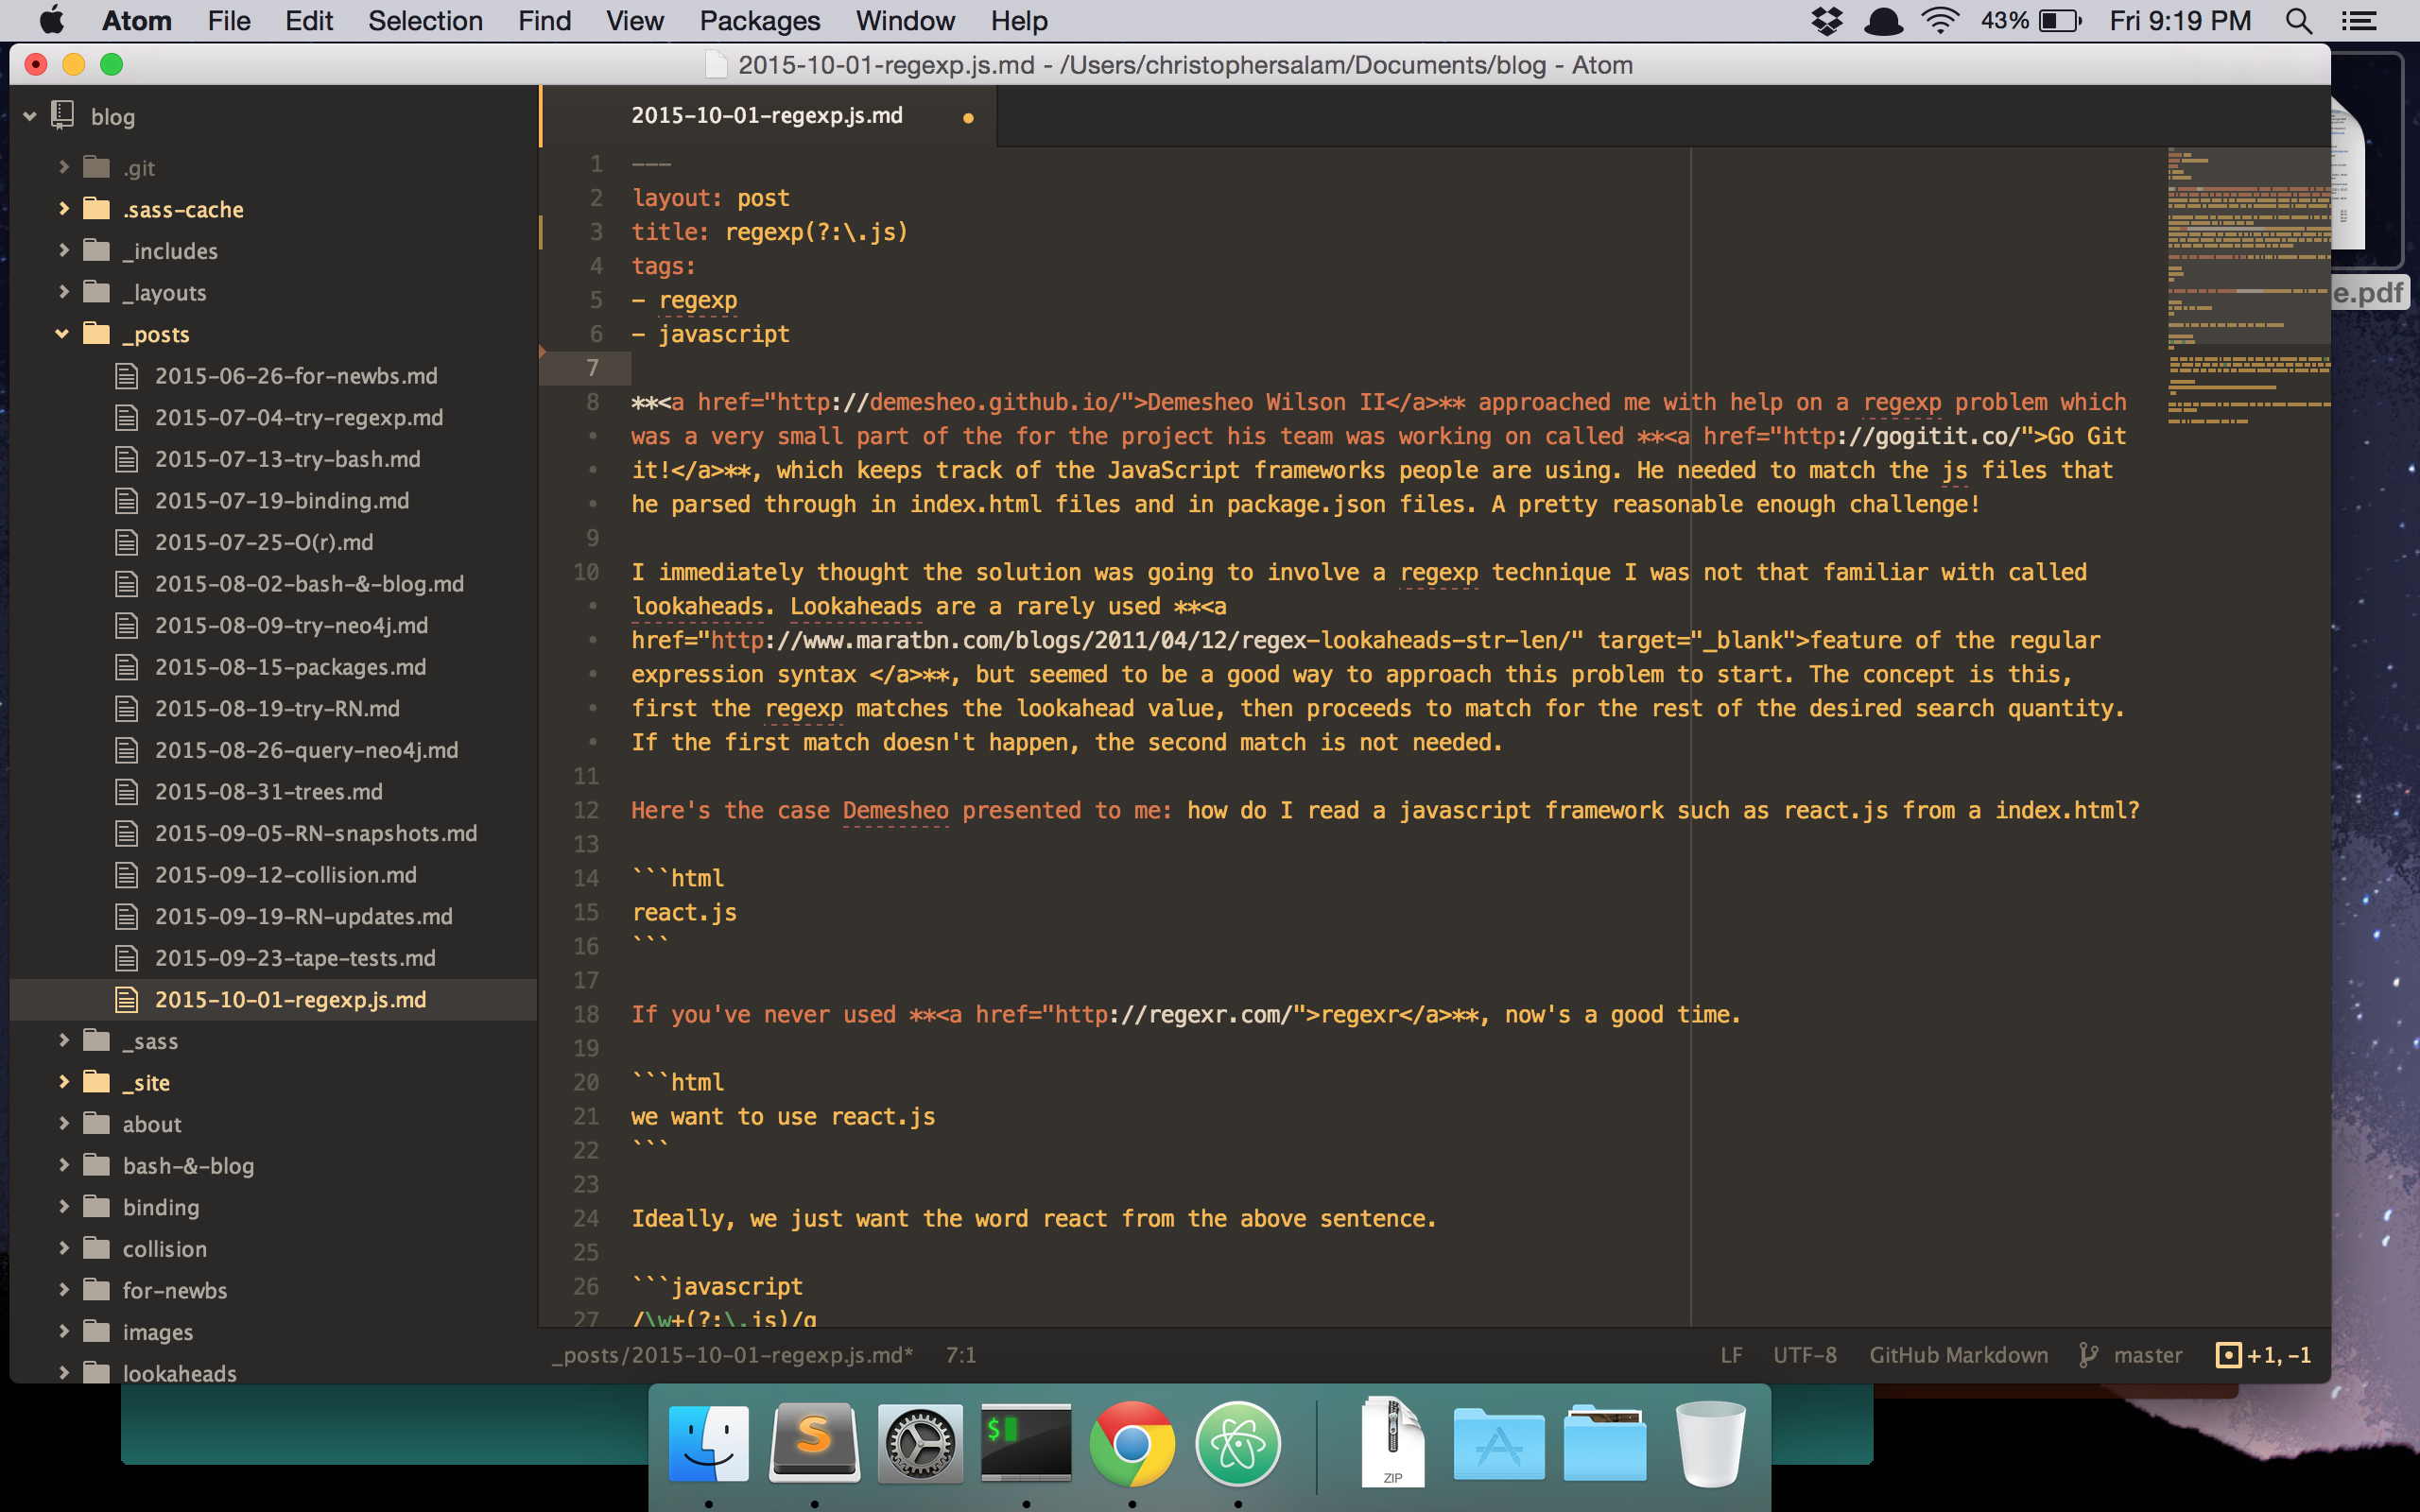 Atom File Edit Selection Find View Packages Window Help 43% Fri 9:19 PM
2015-10-01-regexp.js.md - /Users/christophersalam/Documents/blog - Atom
blog
.git
.sass-cache
_includes
_layouts
_posts
2015-06-26-for-newbs.md
2015-07-04-try-regexp.md
2015-07-13-try-bash.md
2015-07-19-binding.md
2015-07-25-O(r).md
2015-08-02-bash-&-blog.md
2015-08-09-try-neo4j.md
2015-08-15-packages.md
2015-08-19-try-RN.md
2015-08-26-query-neo4j.md
2015-08-31-trees.md
2015-09-05-RN-snapshots.md
2015-09-12-collision.md
2015-09-19-RN-updates.md
2015-09-23-tape-tests.md
2015-10-01-regexp.js.md
_sass
_site
about
bash-&-blog
binding
collision
for-newbs
images
lookaheads
2015-10-01-regexp.js.md
1 ---
2 layout: post
3 title: regexp(?:\.js)
4 tags:
5 - regexp
6 - javascript
7
8 **<a href="http://demesheo.github.io/">Demesheo Wilson II</a>** approached me with help on a regexp problem which
• was a very small part of the for the project his team was working on called **<a href="http://gogitit.co/">Go Git
• it!</a>**, which keeps track of the JavaScript frameworks people are using. He needed to match the js files that
• he parsed through in index.html files and in package.json files. A pretty reasonable enough challenge!
9
10 I immediately thought the solution was going to involve a regexp technique I was not that familiar with called
• lookaheads. Lookaheads are a rarely used **<a
• href="http://www.maratbn.com/blogs/2011/04/12/regex-lookaheads-str-len/" target="_blank">feature of the regular
• expression syntax </a>**, but seemed to be a good way to approach this problem to start. The concept is this,
• first the regexp matches the lookahead value, then proceeds to match for the rest of the desired search quantity.
• If the first match doesn't happen, the second match is not needed.
11
12 Here's the case Demesheo presented to me: how do I read a javascript framework such as react.js from a index.html?
13
14 ```html
15 react.js
16 ```
17
18 If you've never used **<a href="http://regexr.com/">regexr</a>**, now's a good time.
19
20 ```html
21 we want to use react.js
22 ```
23
24 Ideally, we just want the word react from the above sentence.
25
26 ```javascript
27 /\w+(?:\.js)/g
_posts/2015-10-01-regexp.js.md* 7:1 LF UTF-8 GitHub Markdown master +1, -1
e.pdf
S
$
ZIP